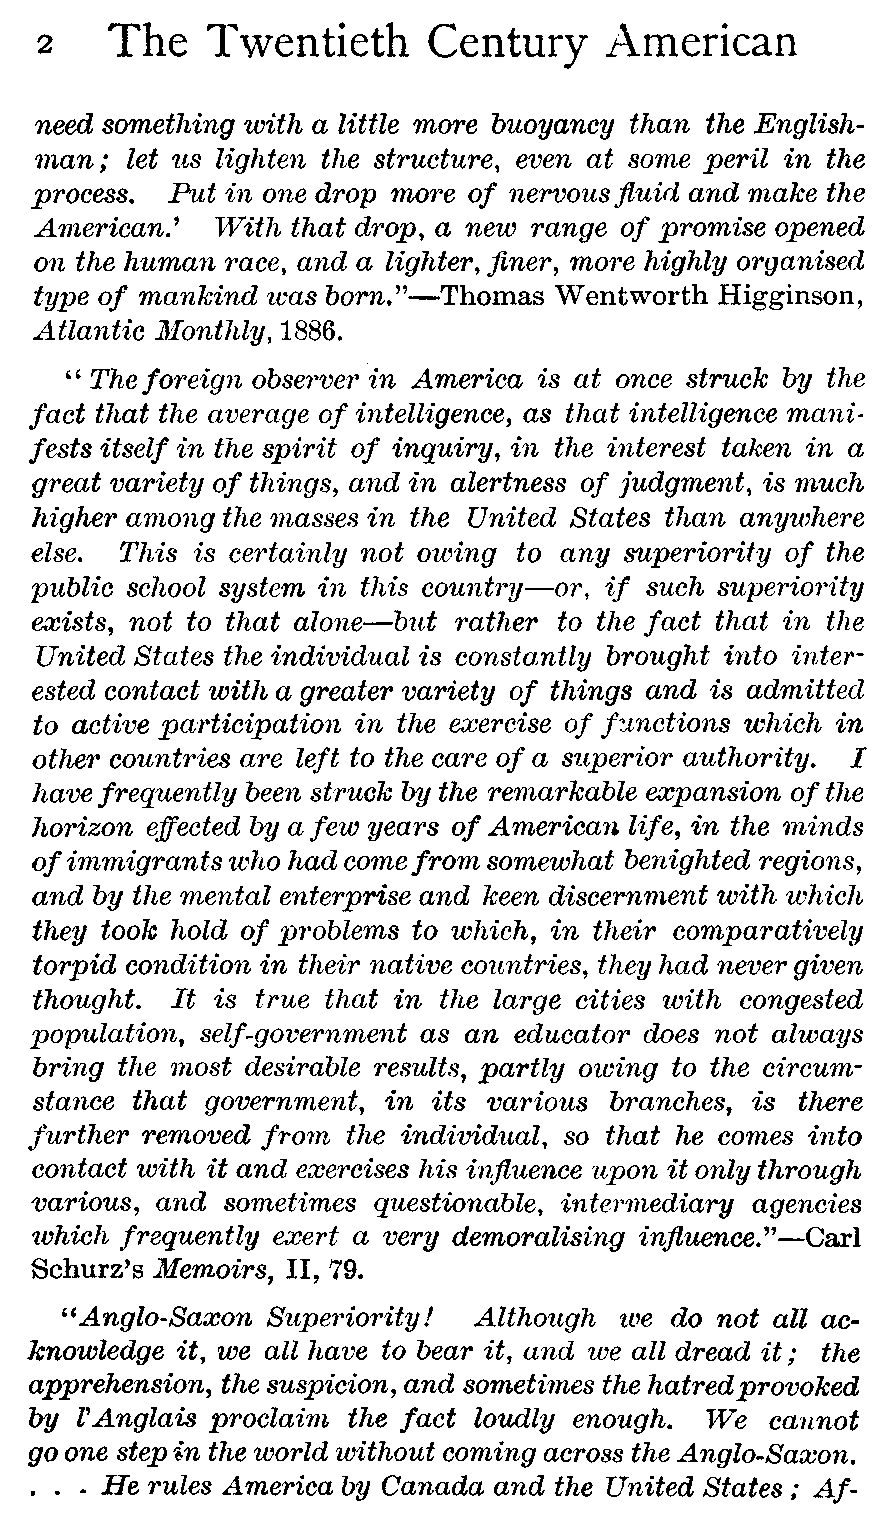 2 The Twentieth Century American
need something with a little more buoyancy than the English-
man; let us lighten the structure, even at some peril in the
process. Put in one drop more of nervous fluid and make the
American.' With that drop, a new range of promise opened
on the human race, and a lighter, finer, more highly organised
type of mankind was born."—Thomas Wentworth Higginson,
Atlantic Monthly, 1886.
"The foreign observer in America is at once struck by the
fact that the average of intelligence, as that intelligence mani-
fests itself in the spirit of inquiry, in the interest taken in a
great variety of things, and in alertness of judgment, is much
higher among the masses in the United States than anywhere
else. This is certainly not owing to any superiority of the
public school system in this country—or, if such superiority
exists, not to that alone—but rather to the fact that in the
United States the individual is constantly brought into inter-
ested contact with a greater variety of things and is admitted
to active participation in the exercise of functions which in
other countries are left to the care of a superior authority. I
have frequently been struck by the remarkable expansion of the
horizon effected by a few years of American life, in the minds
of immigrants who had come from somewhat benighted regions,
and by the mental enterprise and keen discernment with which
they took hold of problems to which, in their comparatively
torpid condition in their native countries, they had never given
thought. It is true that in the large cities with congested
population, self-government as an educator does not always
bring the most desirable results, partly owing to the circum-
stance that government, in its various branches, is there
further removed from the individual, so that he comes into
contact with it and exercises his influence upon it only through
various, and sometimes questionable, intermediary agencies
which frequently exert a very demoralising influence."—Carl
Schurz's Memoirs, II, 79.
"Anglo-Saxon Superiority! Although we do not all ac-
knowledge it, we all have to bear it, and we all dread it; the
apprehension, the suspicion, and sometimes the hatred provoked
by l'Anglais proclaim the fact loudly enough. We cannot
go one step in the world without coming across the Anglo-Saxon.
. . . He rules America by Canada and the United States; Af-